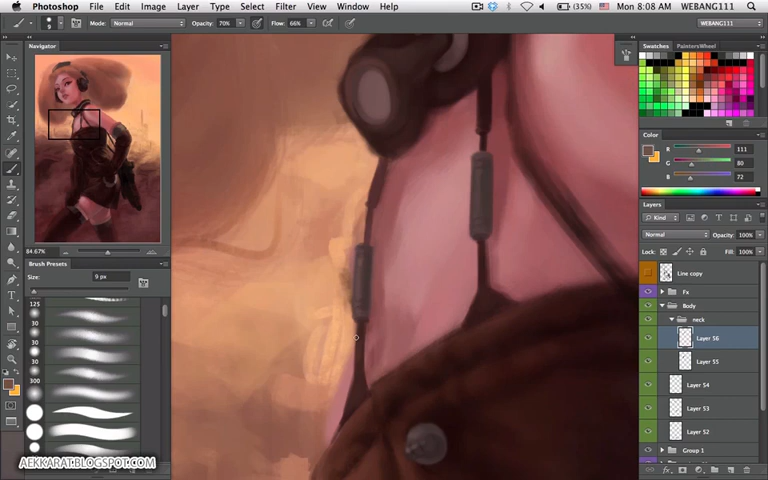 Photoshop File Edit Image Layer Type Select Filter View Window Help (35%) Mon 8:08 AM WEBANG111
9 Mode: Normal Opacity: 70% Flow: 66%
Navigator
84.67%
Brush Presets
Size: 9 px
125
30
30
30
30
300
Swatches PaintersWheel
Color
R 111
G 80
B 72
Layers
Kind
Normal Opacity: 100%
Lock: Fill: 100%
Line copy
Fx
Body
neck
Layer 56
Layer 55
Layer 54
Layer 53
Layer 52
Group 1
AEKKARAT.BLOGSPOT.COM